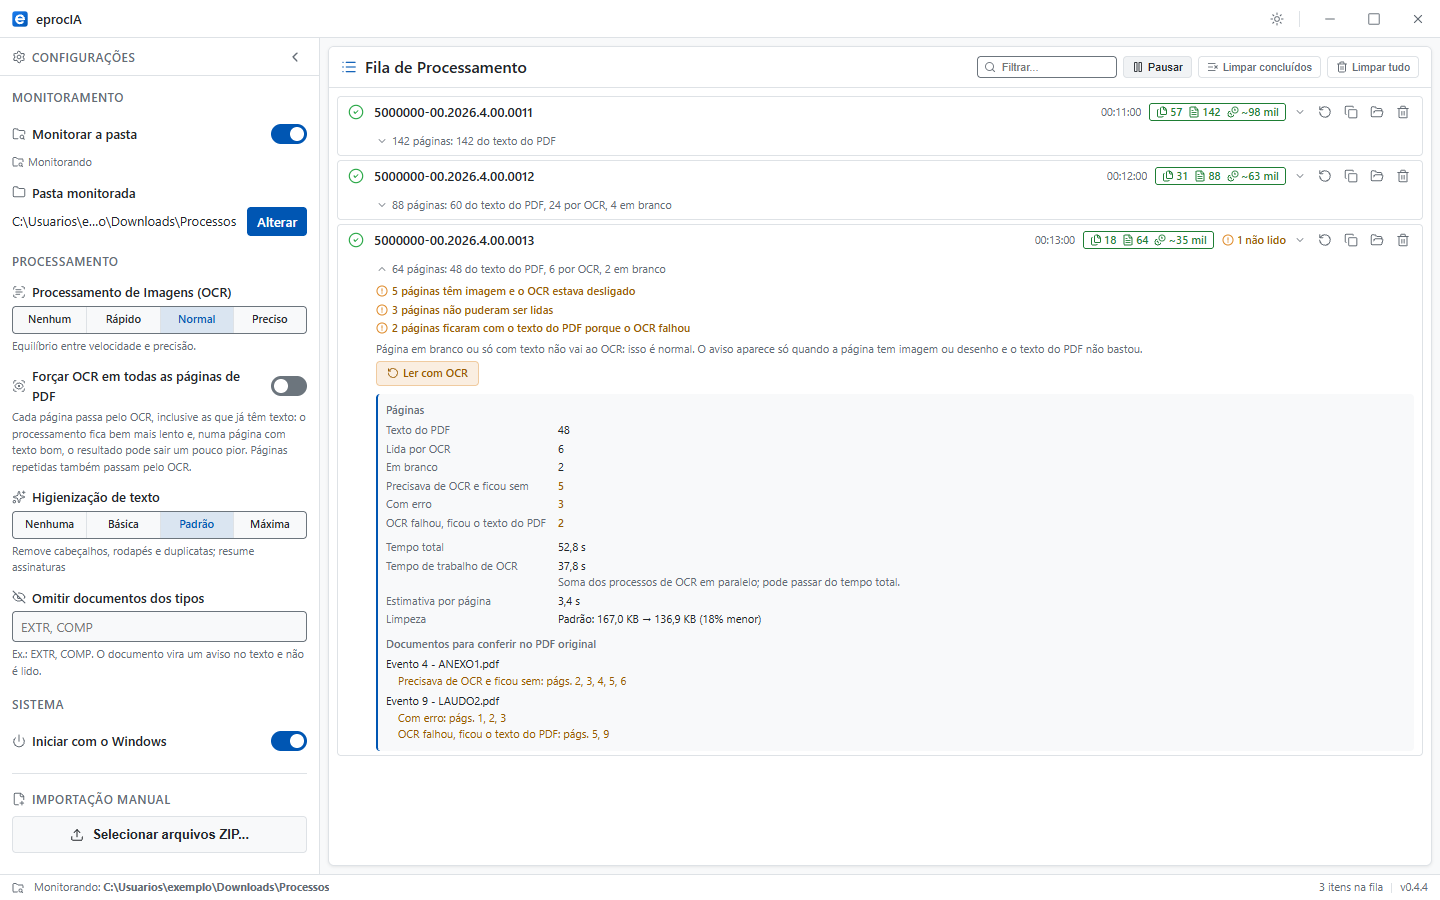 eprocIA
CONFIGURAÇÕES
MONITORAMENTO
Monitorar a pasta
Monitorando
Pasta monitorada
C:\Usuarios\e...o\Downloads\Processos
Alterar
PROCESSAMENTO
Processamento de Imagens (OCR)
Nenhum Rápido Normal Preciso
Equilíbrio entre velocidade e precisão.
Forçar OCR em todas as páginas de
PDF
Cada página passa pelo OCR, inclusive as que já têm texto: o
processamento fica bem mais lento e, numa página com
texto bom, o resultado pode sair um pouco pior. Páginas
repetidas também passam pelo OCR.
Higienização de texto
Nenhuma Básica Padrão Máxima
Remove cabeçalhos, rodapés e duplicatas; resume
assinaturas
Omitir documentos dos tipos
EXTR, COMP
Ex.: EXTR, COMP. O documento vira um aviso no texto e não
é lido.
SISTEMA
Iniciar com o Windows
IMPORTAÇÃO MANUAL
Selecionar arquivos ZIP...
Fila de Processamento
Filtrar...
Pausar
Limpar concluídos
Limpar tudo
5000000-00.2026.4.00.0011
00:11:00 57 142 ~98 mil
142 páginas: 142 do texto do PDF
5000000-00.2026.4.00.0012
00:12:00 31 88 ~63 mil
88 páginas: 60 do texto do PDF, 24 por OCR, 4 em branco
5000000-00.2026.4.00.0013
00:13:00 18 64 ~35 mil 1 não lido
64 páginas: 48 do texto do PDF, 6 por OCR, 2 em branco
5 páginas têm imagem e o OCR estava desligado
3 páginas não puderam ser lidas
2 páginas ficaram com o texto do PDF porque o OCR falhou
Página em branco ou só com texto não vai ao OCR: isso é normal. O aviso aparece só quando a página tem imagem ou desenho e o texto do PDF não bastou.
Ler com OCR
Páginas
Texto do PDF 48
Lida por OCR 6
Em branco 2
Precisava de OCR e ficou sem 5
Com erro 3
OCR falhou, ficou o texto do PDF 2
Tempo total 52,8 s
Tempo de trabalho de OCR 37,8 s
Soma dos processos de OCR em paralelo; pode passar do tempo total.
Estimativa por página 3,4 s
Limpeza Padrão: 167,0 KB → 136,9 KB (18% menor)
Documentos para conferir no PDF original
Evento 4 - ANEXO1.pdf
Precisava de OCR e ficou sem: págs. 2, 3, 4, 5, 6
Evento 9 - LAUDO2.pdf
Com erro: págs. 1, 2, 3
OCR falhou, ficou o texto do PDF: págs. 5, 9
Monitorando: C:\Usuarios\exemplo\Downloads\Processos
3 itens na fila v0.4.4